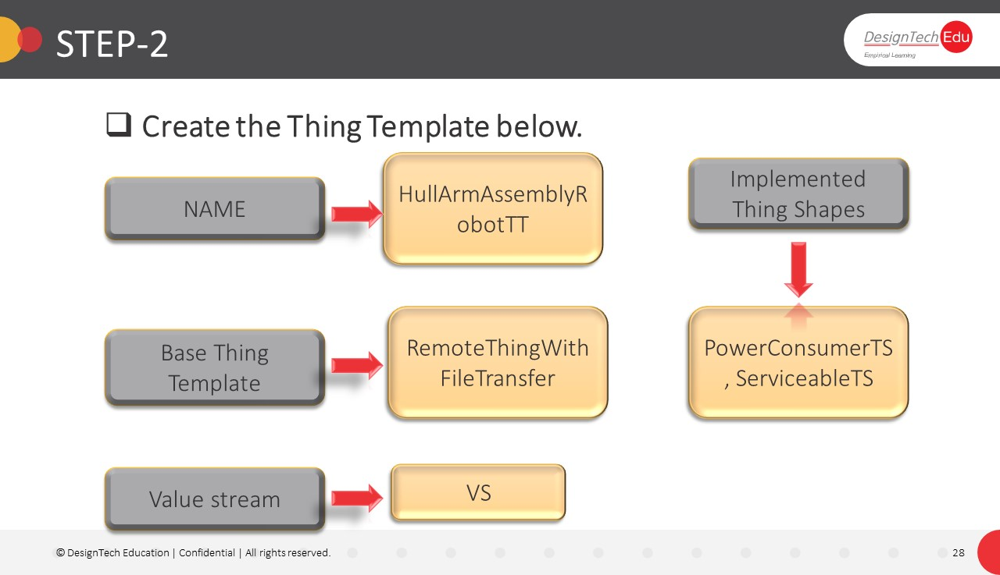 STEP-2
DesignTech Edu
Empirical Learning
❑ Create the Thing Template below.
NAME
HullArmAssemblyR
obotTT
Implemented
Thing Shapes
Base Thing
Template
RemoteThingWith
FileTransfer
PowerConsumerTS
, ServiceableTS
Value stream
VS
© DesignTech Education | Confidential | All rights reserved.
28